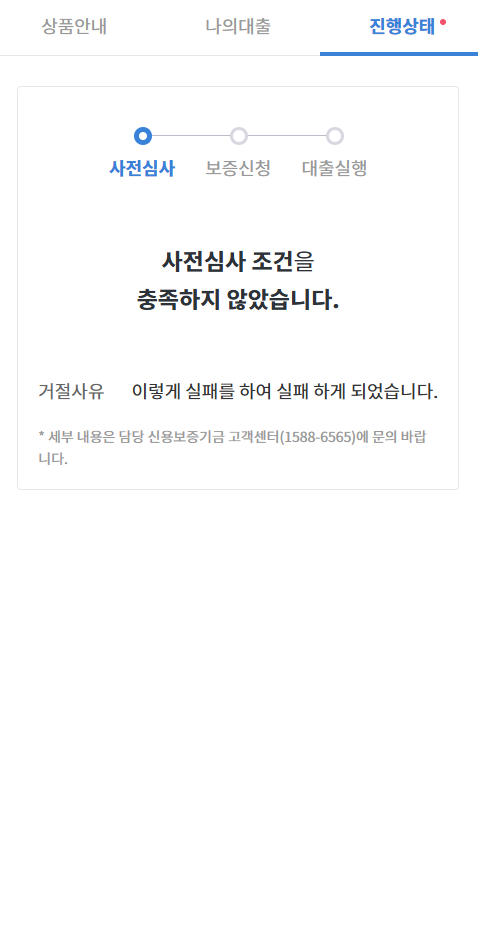 상품안내 나의대출 진행상태
사전심사 보증신청 대출실행
사전심사 조건을
충족하지 않았습니다.
거절사유 이렇게 실패를 하여 실패 하게 되었습니다.
* 세부 내용은 담당 신용보증기금 고객센터(1588-6565)에 문의 바랍
니다.